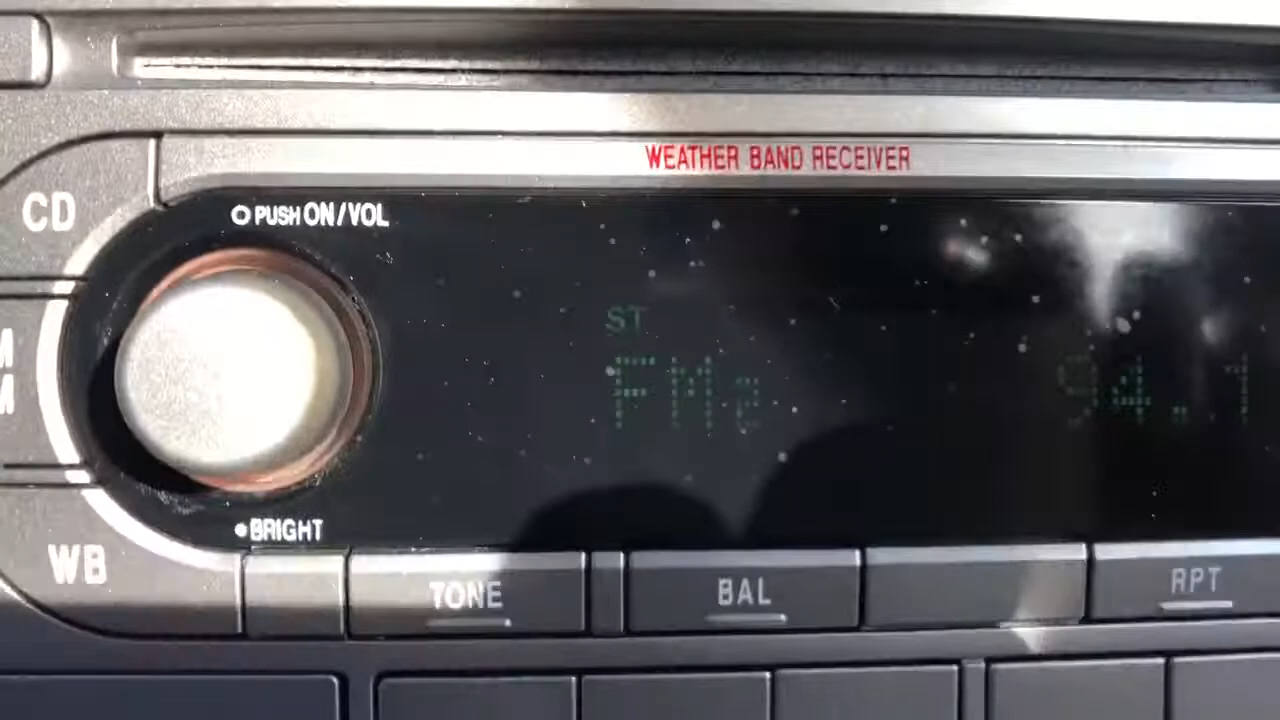 WEATHER BAND RECEIVER
CD
PUSH ON/VOL
ST
FM2 94.1
M
M
BRIGHT
WB
TONE BAL RPT